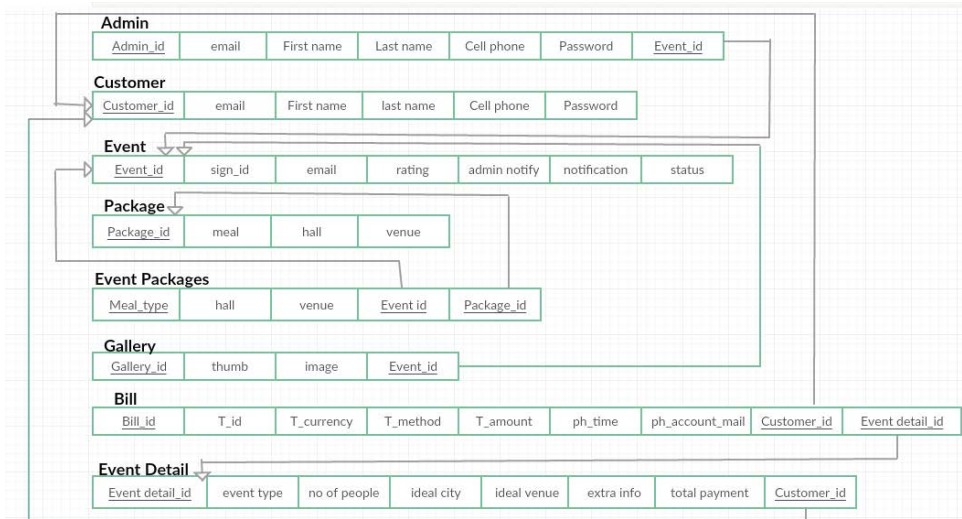 Admin
Admin_id email First name Last name Cell phone Password Event_id
Customer
Customer_id email First name last name Cell phone Password
Event
Event_id sign_id email rating admin notify notification status
Package
Package_id meal hall venue
Event Packages
Meal_type hall venue Event id Package_id
Gallery
Gallery_id thumb image Event_id
Bill
Bill_id T_id T_currency T_method T_amount ph_time ph_account_mail Customer_id Event detail_id
Event Detail
Event detail_id event type no of people ideal city ideal venue extra info total payment Customer_id